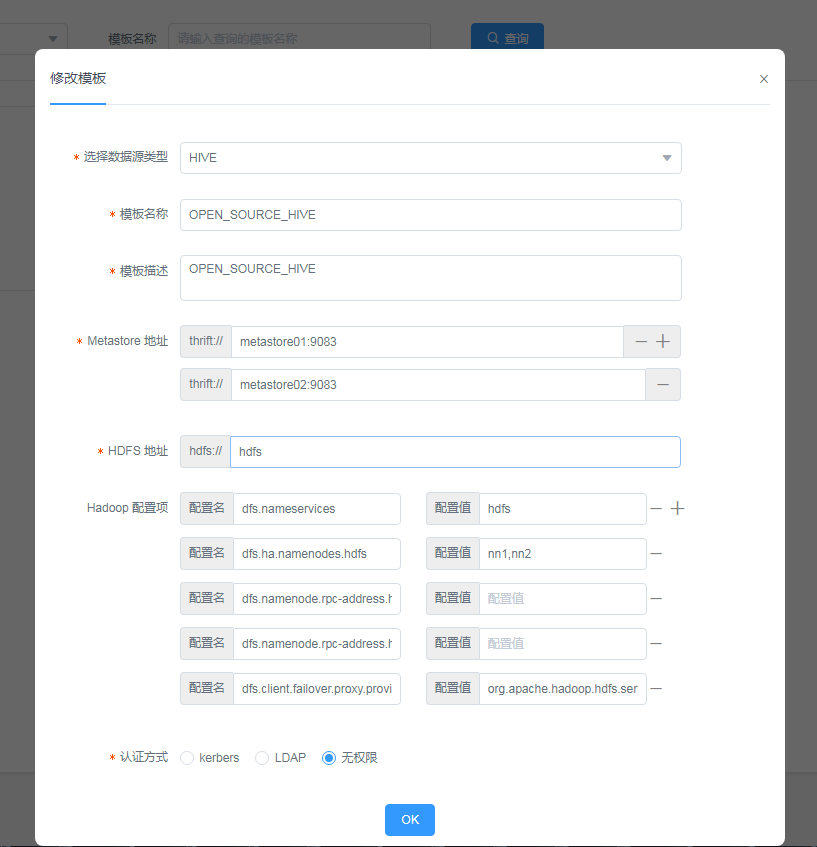 模板名称 请输入查询的模板名称 查询
修改模板
* 选择数据源类型 HIVE
* 模板名称 OPEN_SOURCE_HIVE
* 模板描述 OPEN_SOURCE_HIVE
* Metastore 地址 thrift:// metastore01:9083
thrift:// metastore02:9083
* HDFS 地址 hdfs:// hdfs
Hadoop 配置项 配置名 dfs.nameservices 配置值 hdfs
配置名 dfs.ha.namenodes.hdfs 配置值 nn1,nn2
配置名 dfs.namenode.rpc-address.h 配置值 配置值
配置名 dfs.namenode.rpc-address.h 配置值 配置值
配置名 dfs.client.failover.proxy.provi 配置值 org.apache.hadoop.hdfs.ser
* 认证方式 kerbers LDAP 无权限
OK